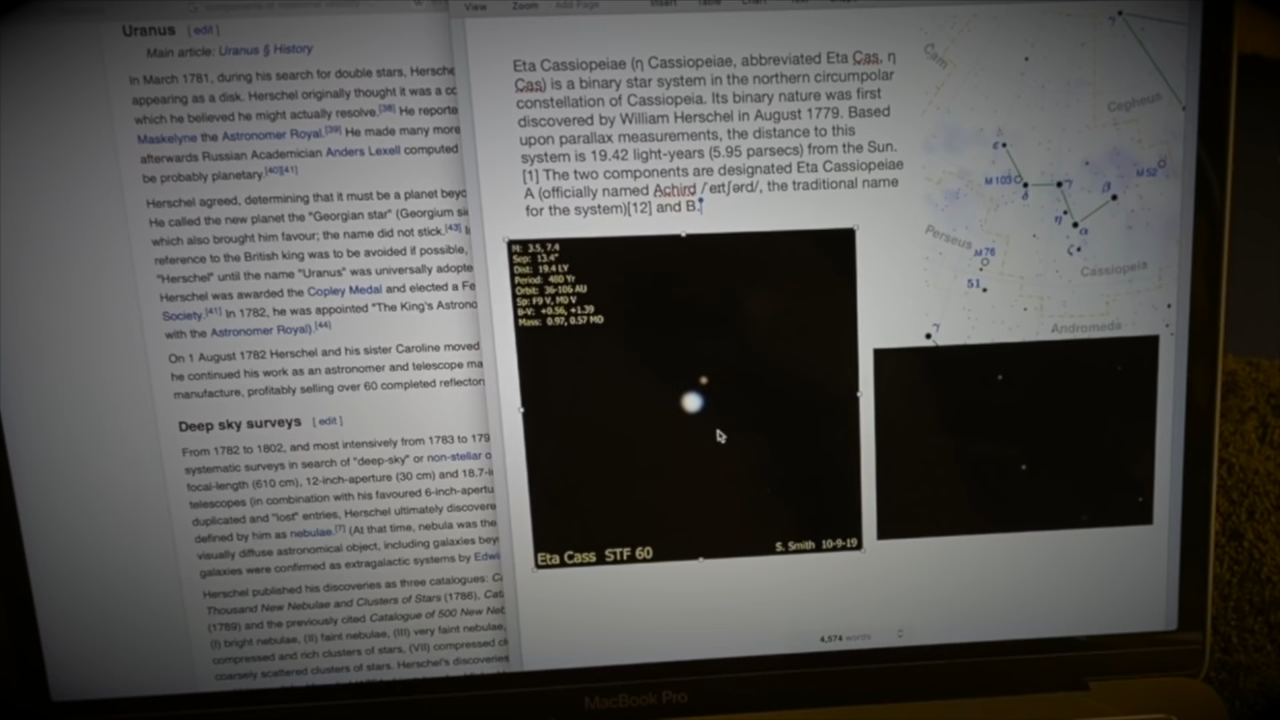 View Zoom Add Page Insert Table Chart
Uranus [ edit ]
Main article: Uranus § History
In March 1781, during his search for double stars, Hersche
appearing as a disk. Herschel originally thought it was a co
which he believed he might actually resolve.[38] He reporte
Maskelyne the Astronomer Royal.[39] He made many more
afterwards Russian Academician Anders Lexell computed
be probably planetary.[40][41]
Herschel agreed, determining that it must be a planet beyo
He called the new planet the "Georgian star" (Georgium si
which also brought him favour; the name did not stick.[43]
reference to the British king was to be avoided if possible,
"Herschel" until the name "Uranus" was universally adopte
Herschel was awarded the Copley Medal and elected a Fe
Society.[41] In 1782, he was appointed "The King's Astrono
with the Astronomer Royal).[44]
On 1 August 1782 Herschel and his sister Caroline moved
he continued his work as an astronomer and telescope ma
manufacture, profitably selling over 60 completed reflector
Deep sky surveys [ edit ]
From 1782 to 1802, and most intensively from 1783 to 179
systematic surveys in search of "deep-sky" or non-stellar o
focal-length (610 cm), 12-inch-aperture (30 cm) and 18.7-i
telescopes (in combination with his favoured 6-inch-apertu
duplicated and "lost" entries, Herschel ultimately discovere
defined by him as nebulae.[7] (At that time, nebula was the
visually diffuse astronomical object, including galaxies bey
galaxies were confirmed as extragalactic systems by Edwi
Herschel published his discoveries as three catalogues: C
Thousand New Nebulae and Clusters of Stars (1786), Cat
(1789) and the previously cited Catalogue of 500 New Neb
(I) bright nebulae, (II) faint nebulae, (III) very faint nebulae,
compressed and rich clusters of stars, (VII) compressed cl
coarsely scattered clusters of stars. Herschel's discoveries
Eta Cassiopeiae (η Cassiopeiae, abbreviated Eta Cas, η
Cas) is a binary star system in the northern circumpolar
constellation of Cassiopeia. Its binary nature was first
discovered by William Herschel in August 1779. Based
upon parallax measurements, the distance to this
system is 19.42 light-years (5.95 parsecs) from the Sun.
[1] The two components are designated Eta Cassiopeiae
A (officially named Achird /ˈeɪtʃərd/, the traditional name
for the system)[12] and B.
M: 3.5, 7.4
Sep: 13.4"
Dist: 19.4 LY
Period: 480 Yr
Orbit: 36-106 AU
Sp: F9 V, M0 V
B-V: +0.56, +1.39
Mass: 0.97, 0.57 MO
Eta Cass STF 60
S. Smith 10-9-19
γ
Cam
Cepheus
ε
M 103
δ
γ
β
M 52
η
α
ζ
Perseus
M 76
51
Cassiopeia
Andromeda
γ
4,574 words
MacBook Pro